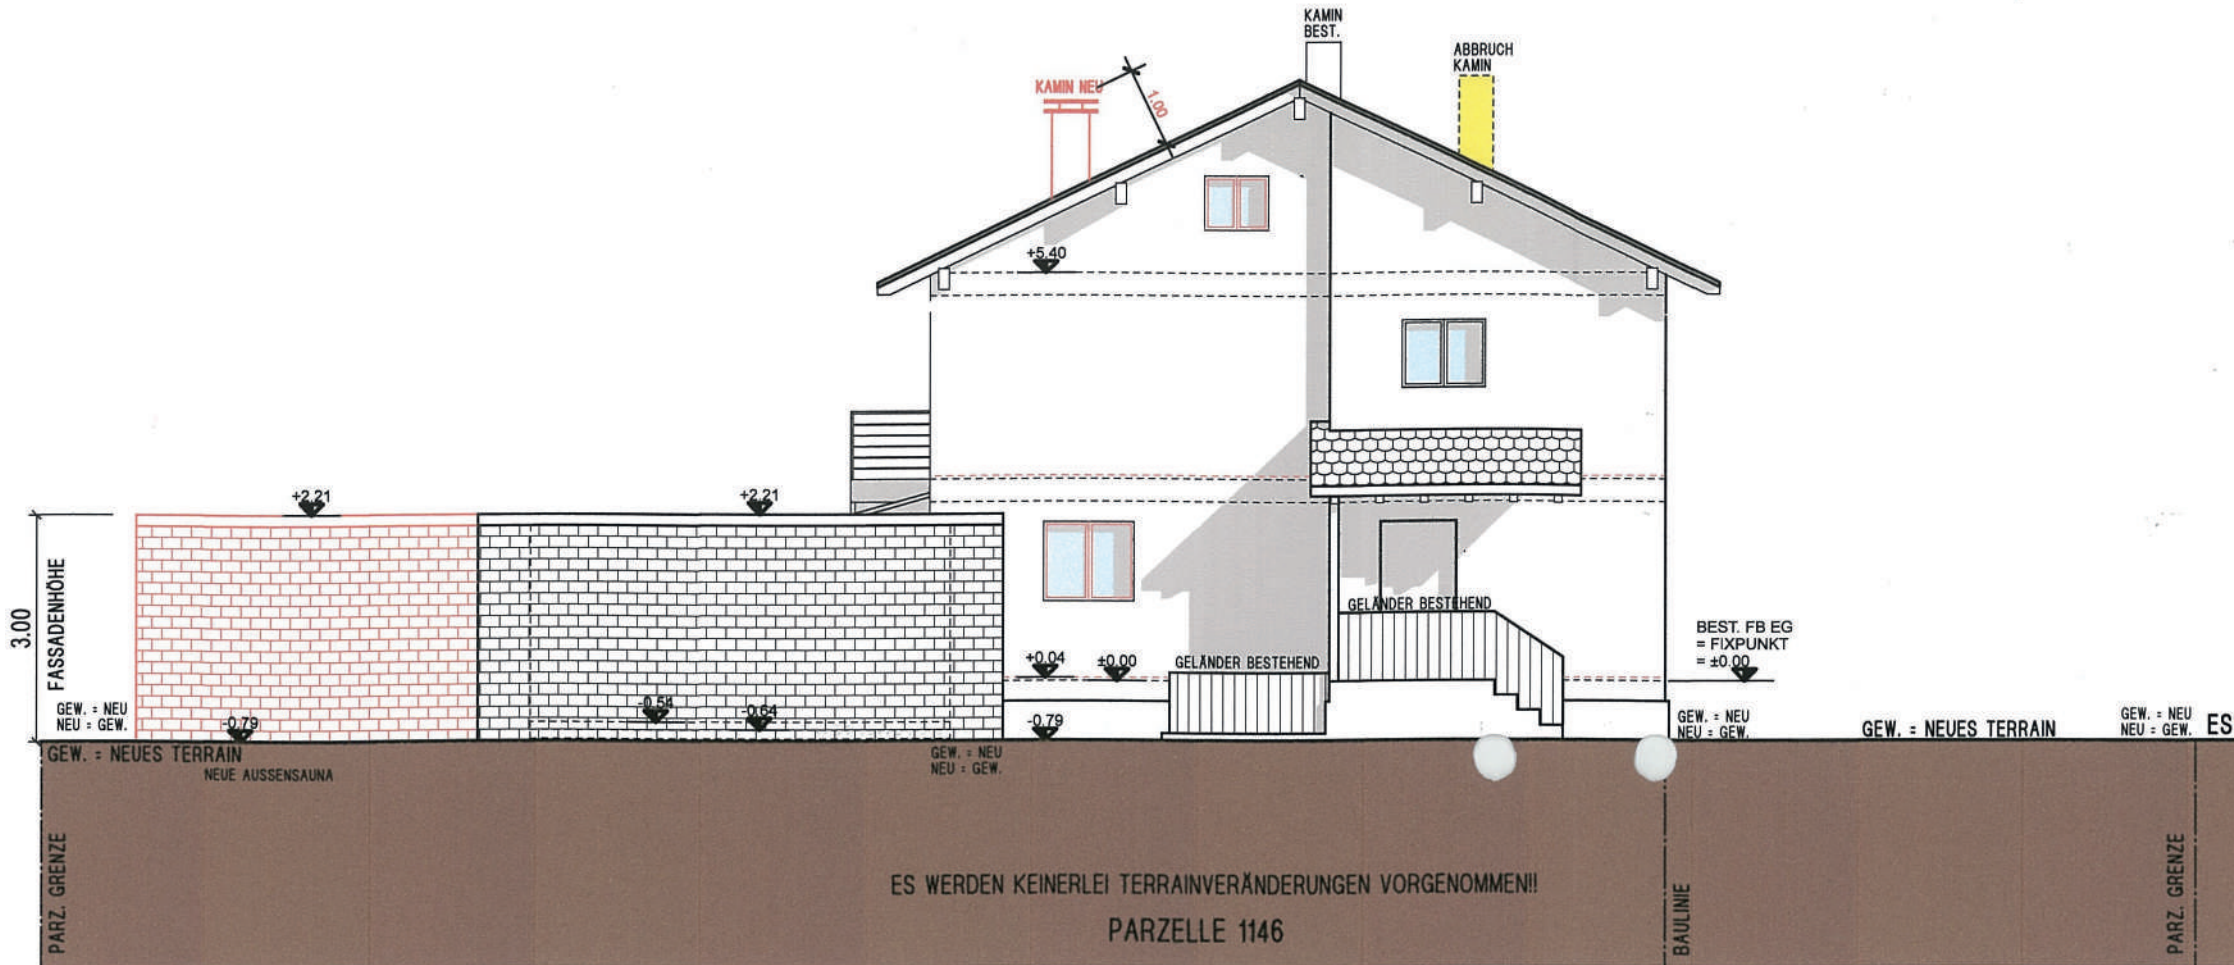 KAMIN
BEST.
ABBRUCH
KAMIN
KAMIN NEU
1.00
+5.40
+2.21
+2.21
3.00
FASSADENHÖHE
GELÄNDER BESTEHEND
BEST. FB EG
= FIXPUNKT
= ±0.00
+0.04
±0.00
GELÄNDER BESTEHEND
GEW. = NEU
NEU = GEW.
-0.79
-0.54
-0.64
-0.79
GEW. = NEU
NEU = GEW.
GEW. = NEUES TERRAIN
GEW. = NEU
NEU = GEW.
ES
GEW. = NEUES TERRAIN
NEUE AUSSENSAUNA
GEW. = NEU
NEU = GEW.
PARZ. GRENZE
ES WERDEN KEINERLEI TERRAINVERÄNDERUNGEN VORGENOMMEN!!
PARZELLE 1146
BAULINIE
PARZ. GRENZE